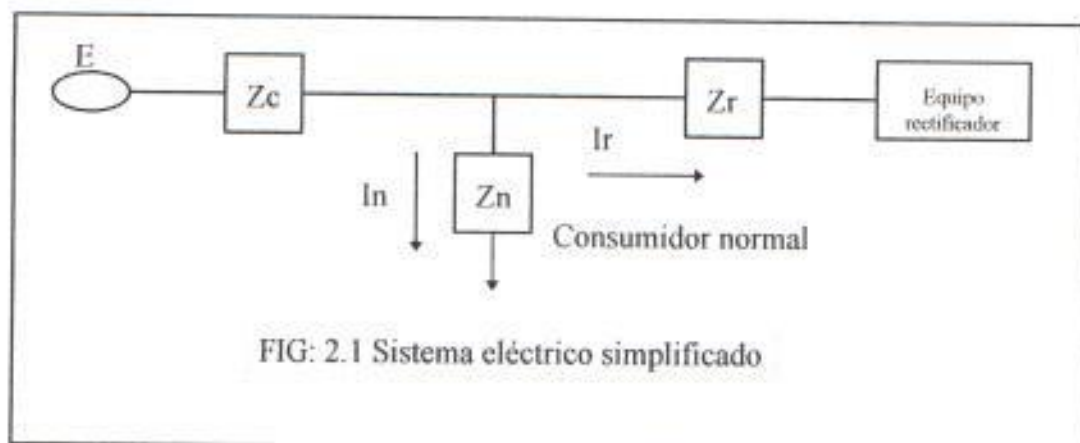 E
Zc
Zr
Equipo
rectificador
Ir
In
Zn
Consumidor normal
FIG: 2.1 Sistema eléctrico simplificado